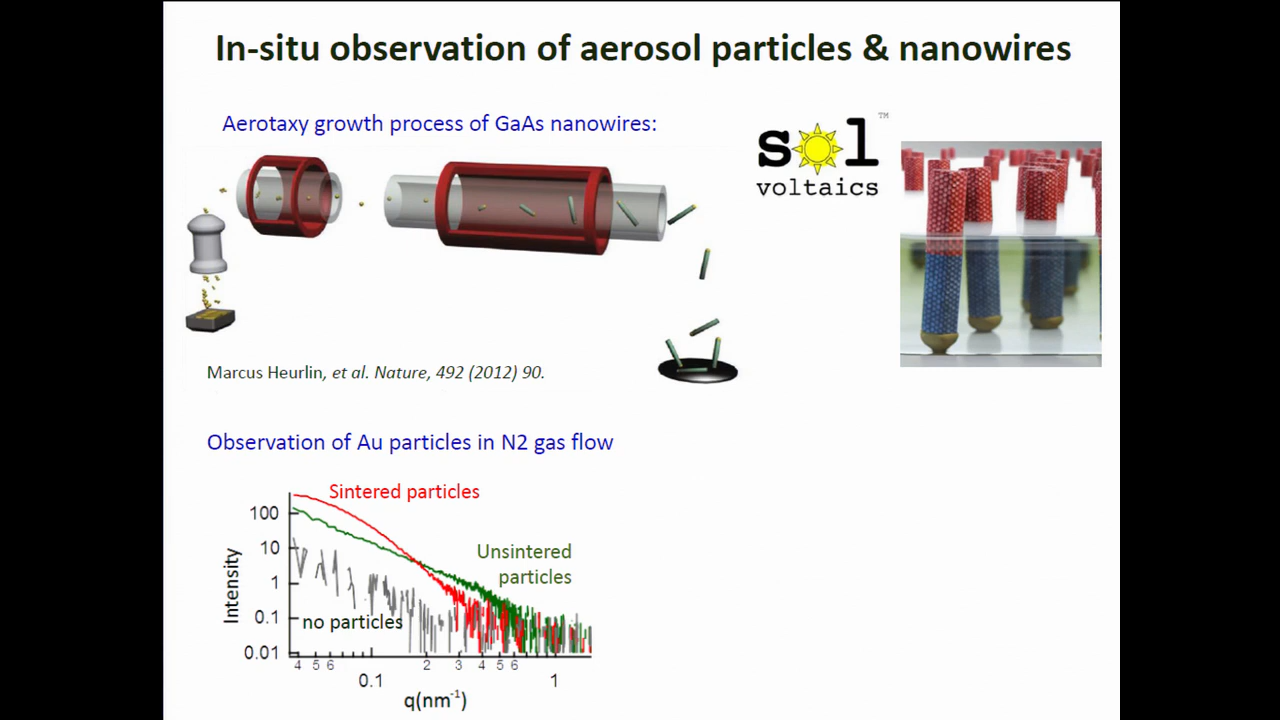 In-situ observation of aerosol particles & nanowires
Aerotaxy growth process of GaAs nanowires:
sol
TM
voltaics
Marcus Heurlin, et al. Nature, 492 (2012) 90.
Observation of Au particles in N2 gas flow
Sintered particles
Unsintered
particles
no particles
Intensity
100
10
1
0.1
0.01
4 5 6 2 3 4 5 6
0.1 1
q(nm⁻¹)